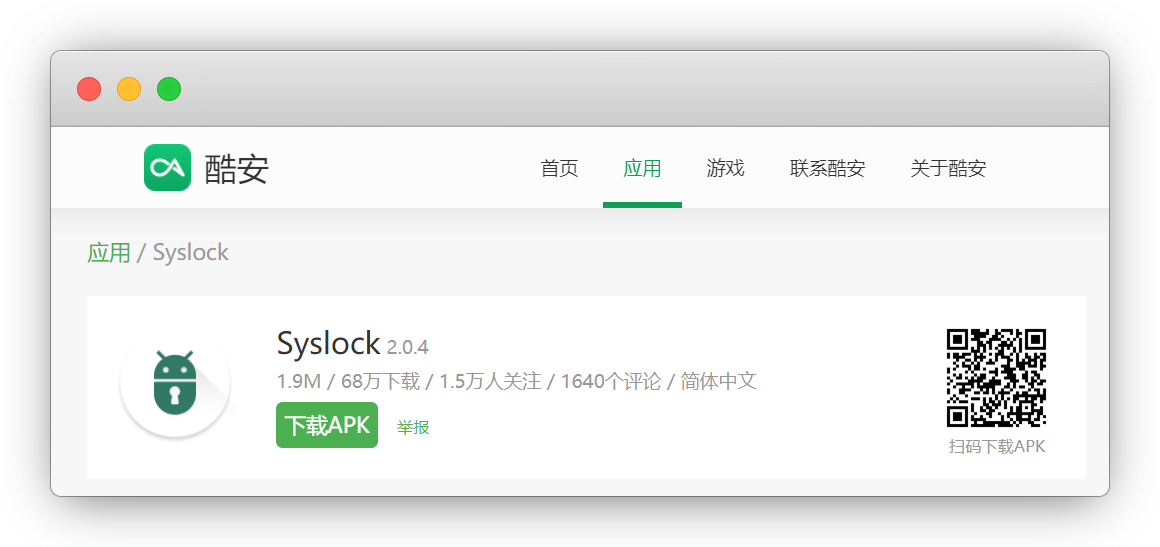 酷安
首页 应用 游戏 联系酷安 关于酷安
应用 / Syslock
Syslock 2.0.4
1.9M / 68万下载 / 1.5万人关注 / 1640个评论 / 简体中文
下载APK 举报
扫码下载APK